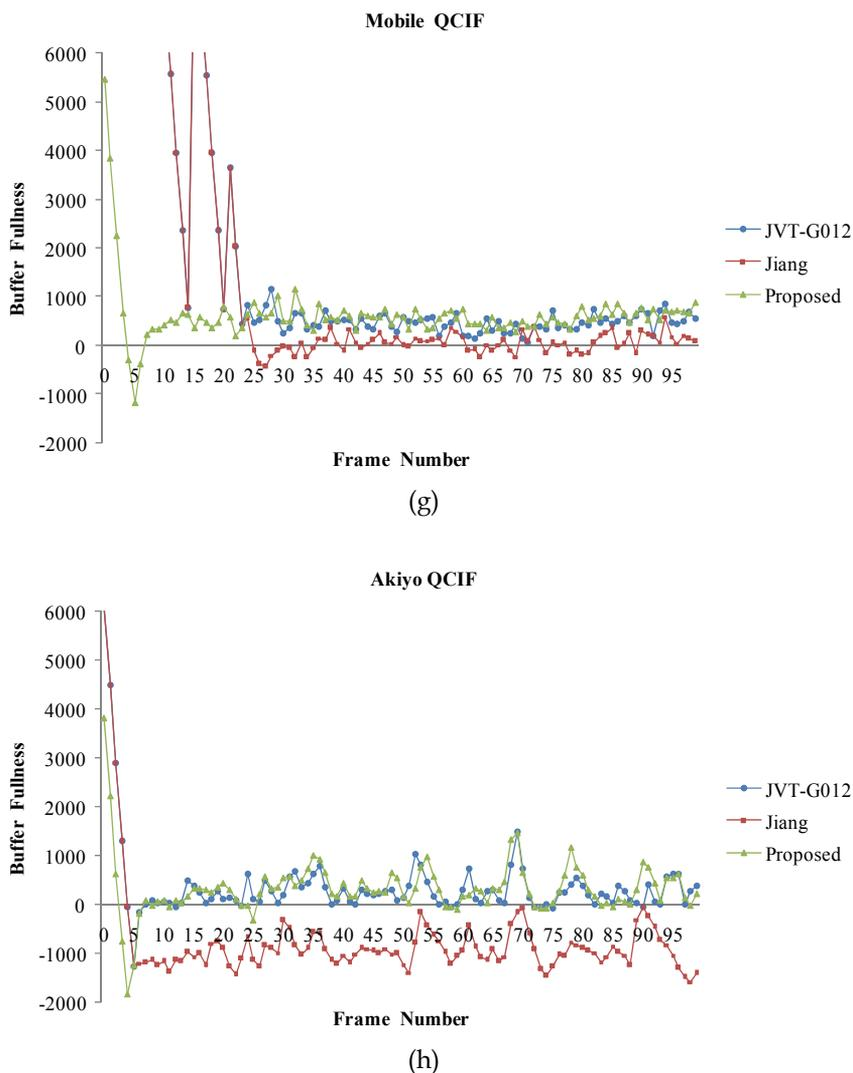 Mobile QCIF
6000
5000
4000
3000
2000
1000
0
-1000
-2000
Buffer Fullness
0 5 10 15 20 25 30 35 40 45 50 55 60 65 70 75 80 85 90 95
Frame Number
JVT-G012
Jiang
Proposed
(g)
Akiyo QCIF
6000
5000
4000
3000
2000
1000
0
-1000
-2000
Buffer Fullness
0 5 10 15 20 25 30 35 40 45 50 55 60 65 70 75 80 85 90 95
Frame Number
JVT-G012
Jiang
Proposed
(h)